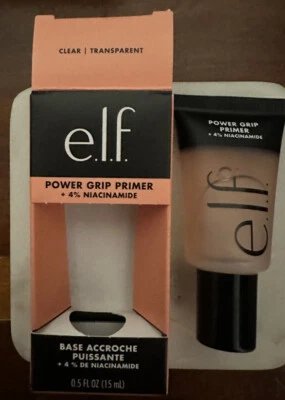 CLEAR | TRANSPARENT
e.l.f.
POWER GRIP PRIMER
+ 4% NIACINAMIDE
BASE ACCROCHE
PUISSANTE
+ 4 % DE NIACINAMIDE
0.5 FL OZ (15 mL)
POWER GRIP
PRIMER
+ 4% NIACINAMIDE
e.l.f.